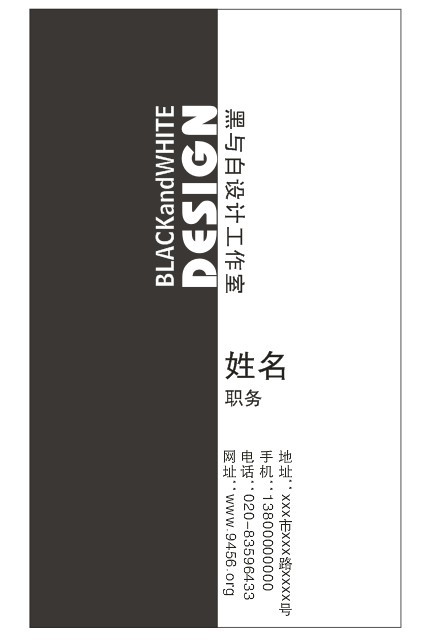 BLACKandWHITE
DESIGN
黑与白设计工作室
姓名
职务
地址：xxx市xxx路xxxx号
手机：13800000000
电话：020-83596433
网址：www.9456.org